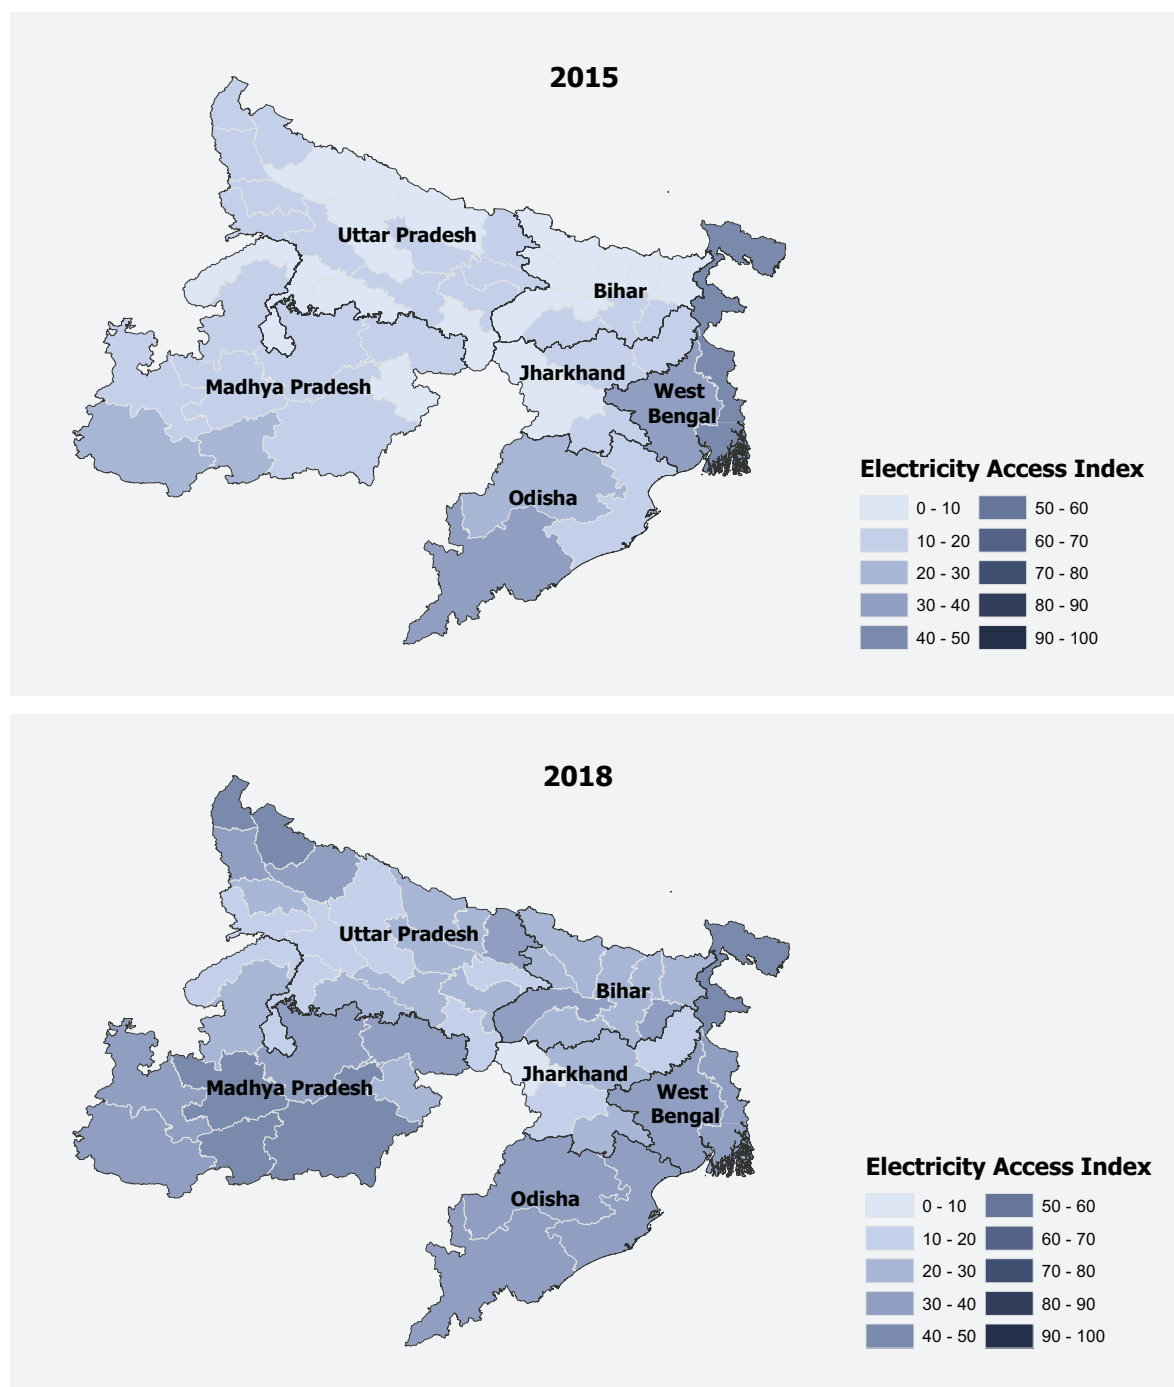 2015
Uttar Pradesh
Bihar
Jharkhand
Madhya Pradesh
West
Bengal
Odisha
Electricity Access Index
0 - 10 50 - 60
10 - 20 60 - 70
20 - 30 70 - 80
30 - 40 80 - 90
40 - 50 90 - 100
2018
Uttar Pradesh
Bihar
Jharkhand
Madhya Pradesh
West
Bengal
Odisha
Electricity Access Index
0 - 10 50 - 60
10 - 20 60 - 70
20 - 30 70 - 80
30 - 40 80 - 90
40 - 50 90 - 100